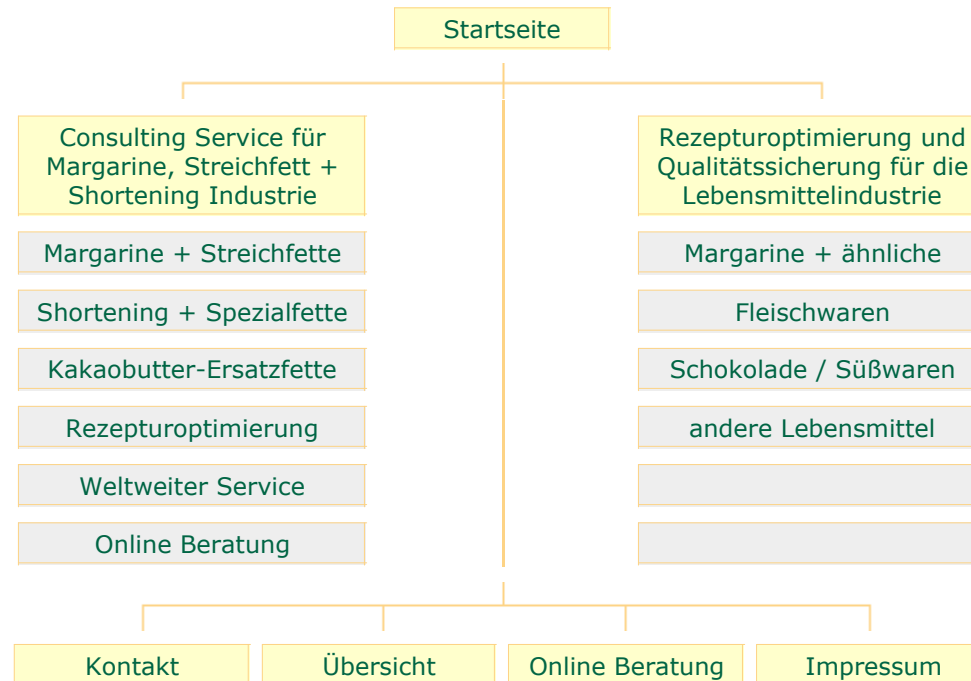 Startseite
Consulting Service für
Margarine, Streichfett +
Shortening Industrie
Margarine + Streichfette
Shortening + Spezialfette
Kakaobutter-Ersatzfette
Rezepturoptimierung
Weltweiter Service
Online Beratung
Rezepturoptimierung und
Qualitätssicherung für die
Lebensmittelindustrie
Margarine + ähnliche
Fleischwaren
Schokolade / Süßwaren
andere Lebensmittel
Kontakt
Übersicht
Online Beratung
Impressum